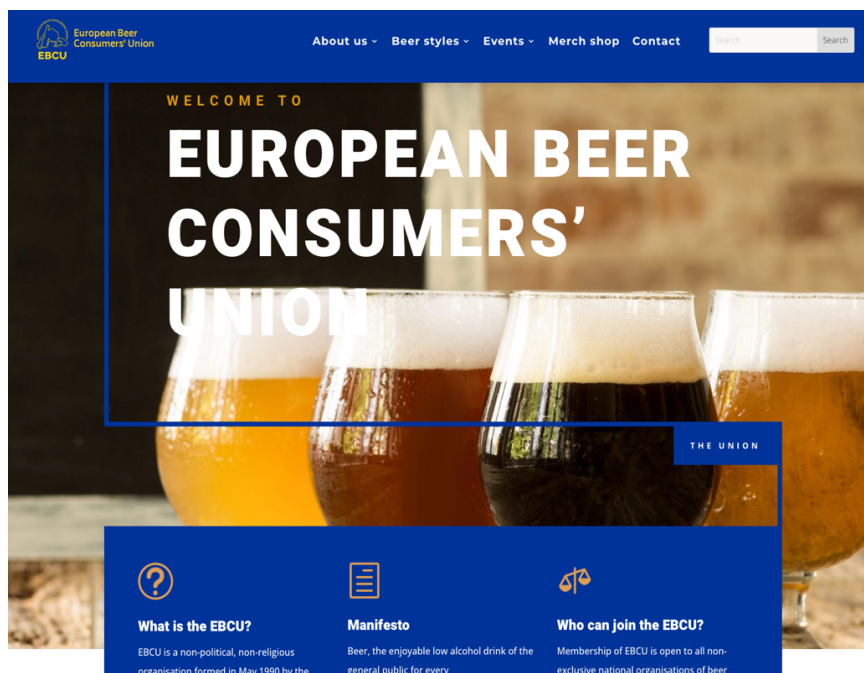 European Beer
Consumers' Union
EBCU
About us
Beer styles
Events
Merch shop
Contact
Search
Search
WELCOME TO
EUROPEAN BEER
CONSUMERS’
UNION
THE UNION
What is the EBCU?
EBCU is a non-political, non-religious
organisation formed in May 1990 by the
Manifesto
Beer, the enjoyable low alcohol drink of the
general public for every
Who can join the EBCU?
Membership of EBCU is open to all non-
exclusive national organisations of beer